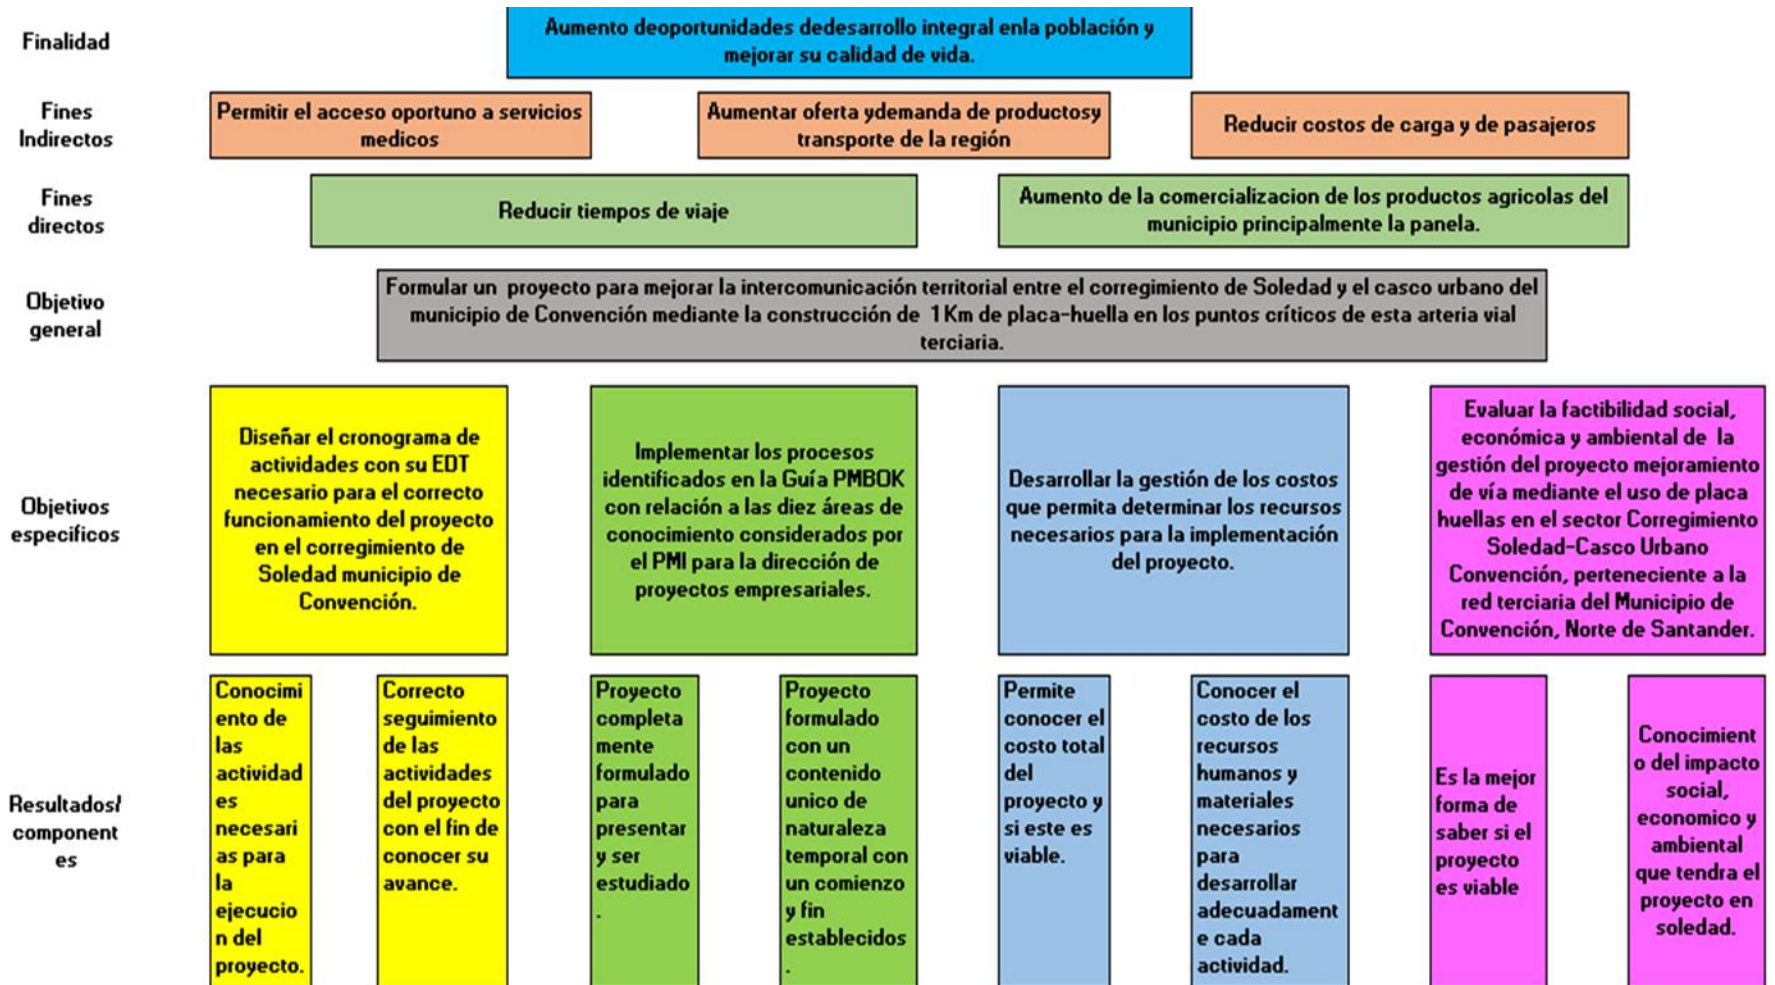 Finalidad
Aumento deoportunidades dedesarrollo integral enla población y
mejorar su calidad de vida.
Fines
Indirectos
Permitir el acceso oportuno a servicios
medicos
Aumentar oferta ydemanda de productosy
transporte de la región
Reducir costos de carga y de pasajeros
Fines
directos
Reducir tiempos de viaje
Aumento de la comercializacion de los productos agricolas del
municipio principalmente la panela.
Objetivo
general
Formular un proyecto para mejorar la intercomunicación territorial entre el corregimiento de Soledad y el casco urbano del
municipio de Convención mediante la construcción de 1 Km de placa-huella en los puntos críticos de esta arteria vial
terciaria.
Objetivos
especificos
Diseñar el cronograma de
actividades con su EDT
necesario para el correcto
funcionamiento del proyecto
en el corregimiento de
Soledad municipio de
Convención.
Implementar los procesos
identificados en la Guía PMBOK
con relación a las diez áreas de
conocimiento considerados por
el PMI para la dirección de
proyectos empresariales.
Desarrollar la gestión de los costos
que permita determinar los recursos
necesarios para la implementación
del proyecto.
Evaluar la factibilidad social,
económica y ambiental de la
gestión del proyecto mejoramiento
de vía mediante el uso de placa
huellas en el sector Corregimiento
Soledad-Casco Urbano
Convención, perteneciente a la
red terciaria del Municipio de
Convención, Norte de Santander.
Resultados/
component
es
Conocimi
ento de
las
actividad
es
necesari
as para
la
ejecucio
n del
proyecto.
Correcto
seguimiento
de las
actividades
del proyecto
con el fin de
conocer su
avance.
Proyecto
completa
mente
formulado
para
presentar
y ser
estudiado
.
Proyecto
formulado
con un
contenido
unico de
naturaleza
temporal con
un comienzo
y fin
establecidos
.
Permite
conocer el
costo total
del
proyecto y
si este es
viable.
Conocer el
costo de los
recursos
humanos y
materiales
necesarios
para
desarrollar
adecuadament
e cada
actividad.
Es la mejor
forma de
saber si el
proyecto
es viable
Conocimient
o del impacto
social,
economico y
ambiental
que tendra el
proyecto en
soledad.